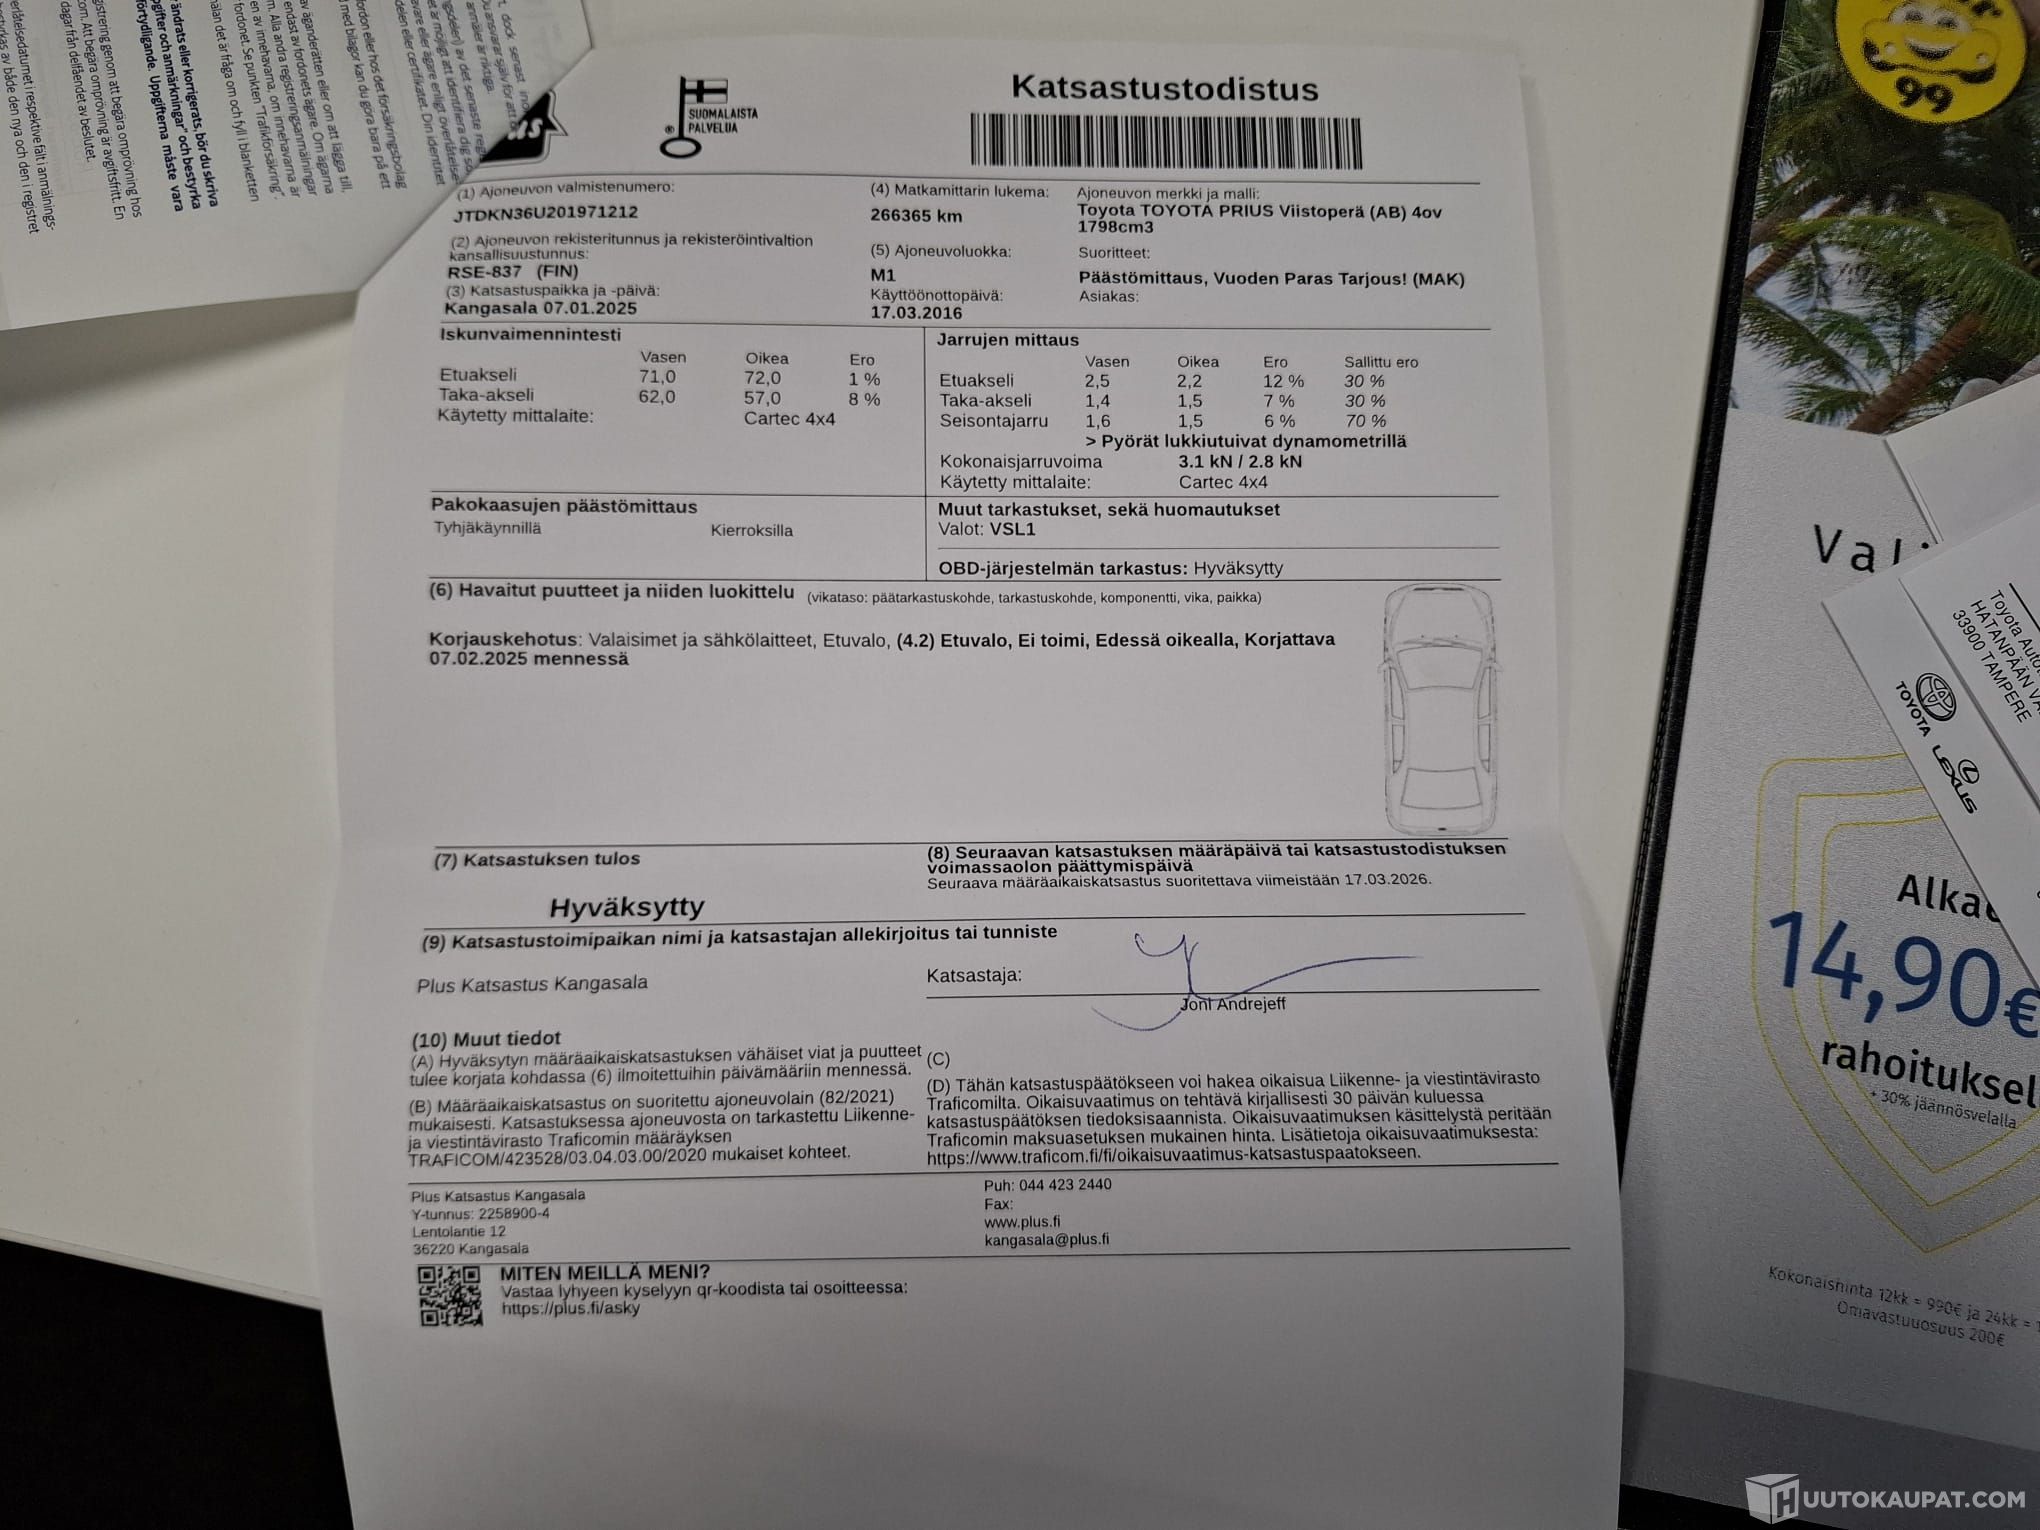 SUOMALAISTA
PALVELUA
Katsastustodistus
(1) Ajoneuvon valmistenumero:
JTDKN36U201971212
(2) Ajoneuvon rekisteritunnus ja rekisteröintivaltion
kansallisuustunnus:
RSE-837 (FIN)
(3) Katsastuspaikka ja -päivä:
Kangasala 07.01.2025
(4) Matkamittarin lukema:
266365 km
(5) Ajoneuvoluokka:
M1
Käyttöönottopäivä:
17.03.2016
Ajoneuvon merkki ja malli:
Toyota TOYOTA PRIUS Viistoperä (AB) 4ov
1798cm3
Suoritteet:
Päästömittaus, Vuoden Paras Tarjous! (MAK)
Asiakas:
Iskunvaimennintesti
Vasen Oikea Ero
Etuakseli 71,0 72,0 1 %
Taka-akseli 62,0 57,0 8 %
Käytetty mittalaite: Cartec 4x4
Jarrujen mittaus
Vasen Oikea Ero Sallittu ero
Etuakseli 2,5 2,2 12 % 30 %
Taka-akseli 1,4 1,5 7 % 30 %
Seisontajarru 1,6 1,5 6 % 70 %
> Pyörät lukkiutuivat dynamometrillä
Kokonaisjarruvoima 3.1 kN / 2.8 kN
Käytetty mittalaite: Cartec 4x4
Pakokaasujen päästömittaus
Tyhjäkäynnillä Kierroksilla
Muut tarkastukset, sekä huomautukset
Valot: VSL1
OBD-järjestelmän tarkastus: Hyväksytty
(6) Havaitut puutteet ja niiden luokittelu (vikataso: päätarkastuskohde, tarkastuskohde, komponentti, vika, paikka)
Korjauskehotus: Valaisimet ja sähkölaitteet, Etuvalo, (4.2) Etuvalo, Ei toimi, Edessä oikealla, Korjattava
07.02.2025 mennessä
(7) Katsastuksen tulos
Hyväksytty
(8) Seuraavan katsastuksen määräpäivä tai katsastustodistuksen
voimassaolon päättymispäivä
Seuraava määräaikaiskatsastus suoritettava viimeistään 17.03.2026.
(9) Katsastustoimipaikan nimi ja katsastajan allekirjoitus tai tunniste
Plus Katsastus Kangasala
Katsastaja:
Joni Andrejeff
(10) Muut tiedot
(A) Hyväksytyn määräaikaiskatsastuksen vähäiset viat ja puutteet
tulee korjata kohdassa (6) ilmoitettuihin päivämääriin mennessä.
(B) Määräaikaiskatsastus on suoritettu ajoneuvolain (82/2021)
mukaisesti. Katsastuksessa ajoneuvosta on tarkastettu Liikenne-
ja viestintävirasto Traficomin määräyksen
TRAFICOM/423528/03.04.03.00/2020 mukaiset kohteet.
(C)
(D) Tähän katsastuspäätökseen voi hakea oikaisua Liikenne- ja viestintävirasto
Traficomilta. Oikaisuvaatimus on tehtävä kirjallisesti 30 päivän kuluessa
katsastuspäätöksen tiedoksisaannista. Oikaisuvaatimuksen käsittelystä peritään
Traficomin maksuasetuksen mukainen hinta. Lisätietoja oikaisuvaatimuksesta:
https://www.traficom.fi/fi/oikaisuvaatimus-katsastuspaatokseen.
Plus Katsastus Kangasala
Y-tunnus: 2258900-4
Lentolantie 12
36220 Kangasala
Puh: 044 423 2440
Fax:
www.plus.fi
kangasala@plus.fi
MITEN MEILLÄ MENI?
Vastaa lyhyeen kyselyyn qr-koodista tai osoitteessa:
https://plus.fi/asky
99
TOYOTA
LEXUS
Toyota
HATANPÄÄN
33900 TAMPERE
14,90€
+ 30% jäännösvelalla
Kokonaishinta 12kk = 990€ ja 24kk =
Omavastuuosuus 200€
HUUTOKAUPAT.COM